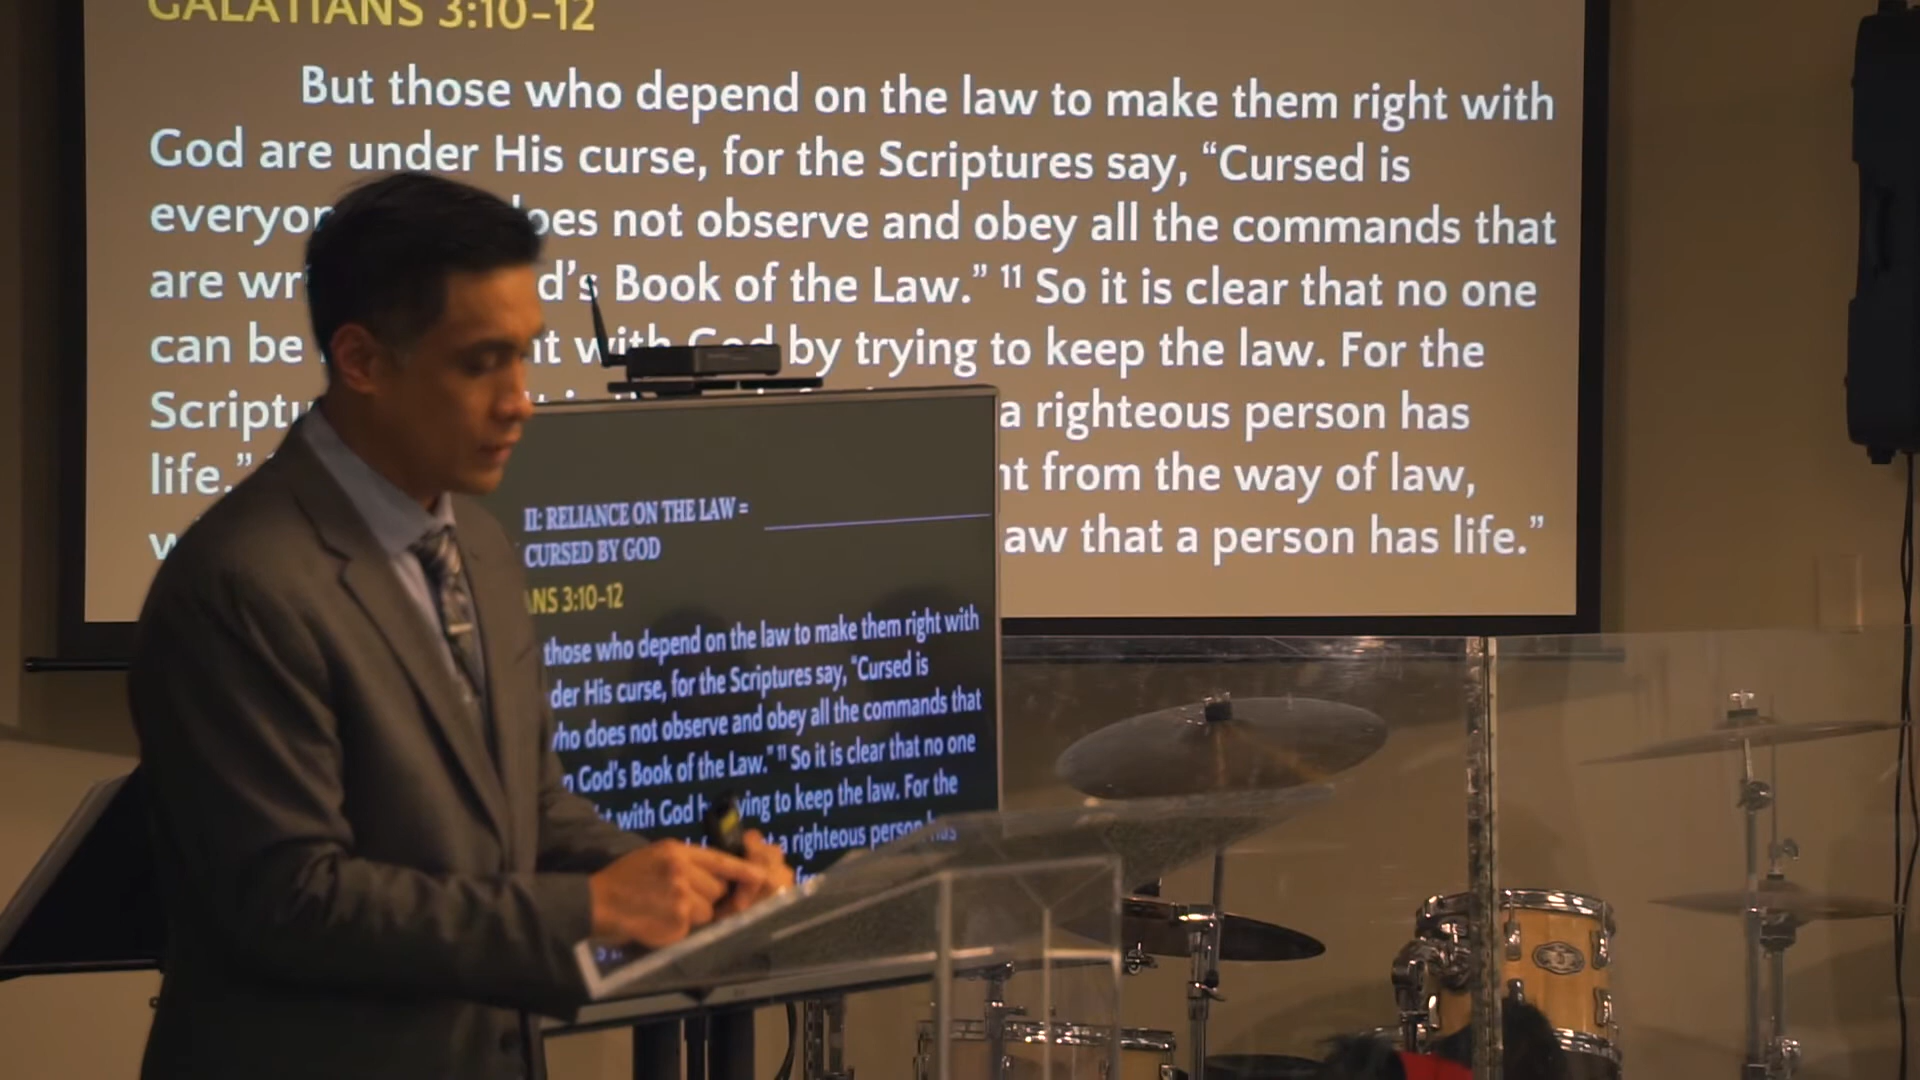 GALATIANS 3:10-12
But those who depend on the law to make them right with
God are under His curse, for the Scriptures say, “Cursed is
everyon oes not observe and obey all the commands that
are wri d’s Book of the Law.” 11 So it is clear that no one
can be it with God by trying to keep the law. For the
Scriptu a righteous person has
life.” nt from the way of law,
w aw that a person has life.”
II: RELIANCE ON THE LAW =
CURSED BY GOD
ANS 3:10-12
those who depend on the law to make them right with
der His curse, for the Scriptures say, “Cursed is
who does not observe and obey all the commands that
n God’s Book of the Law.” 11 So it is clear that no one
t with God ying to keep the law. For the
a righteous person has